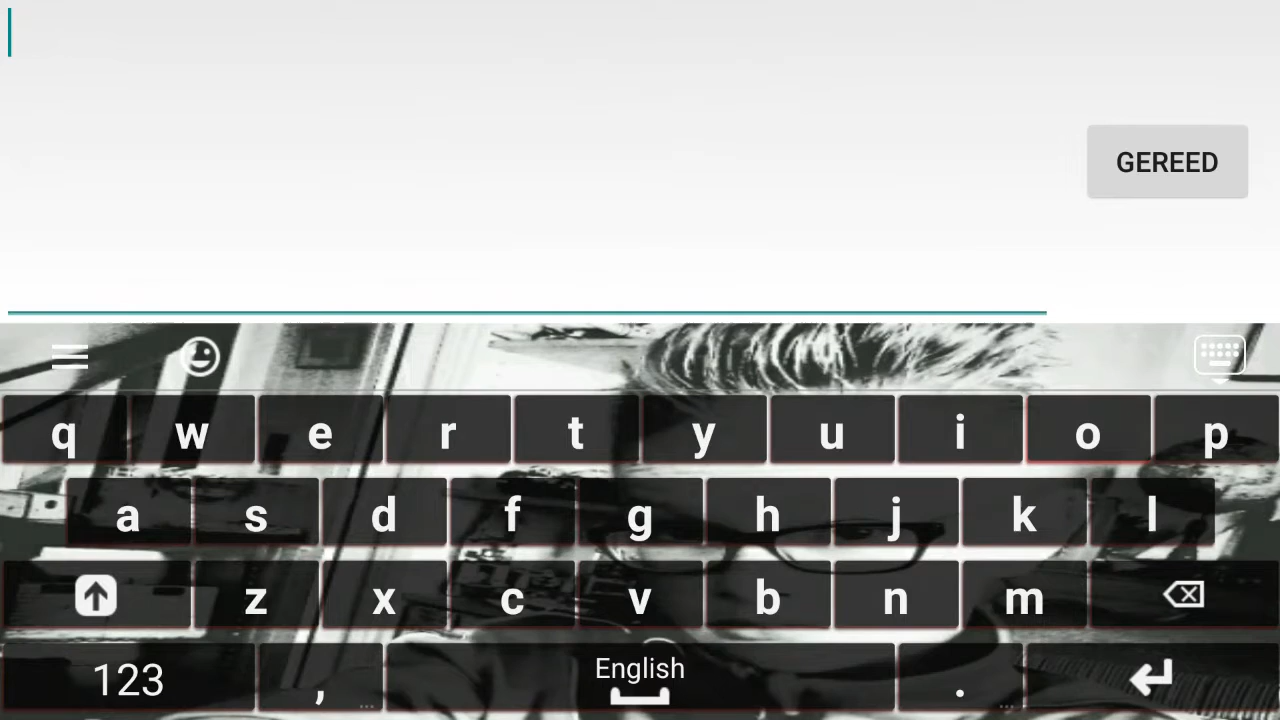 GEREED
q w e r t y u i o p
a s d f g h j k l
z x c v b n m
123 , English .